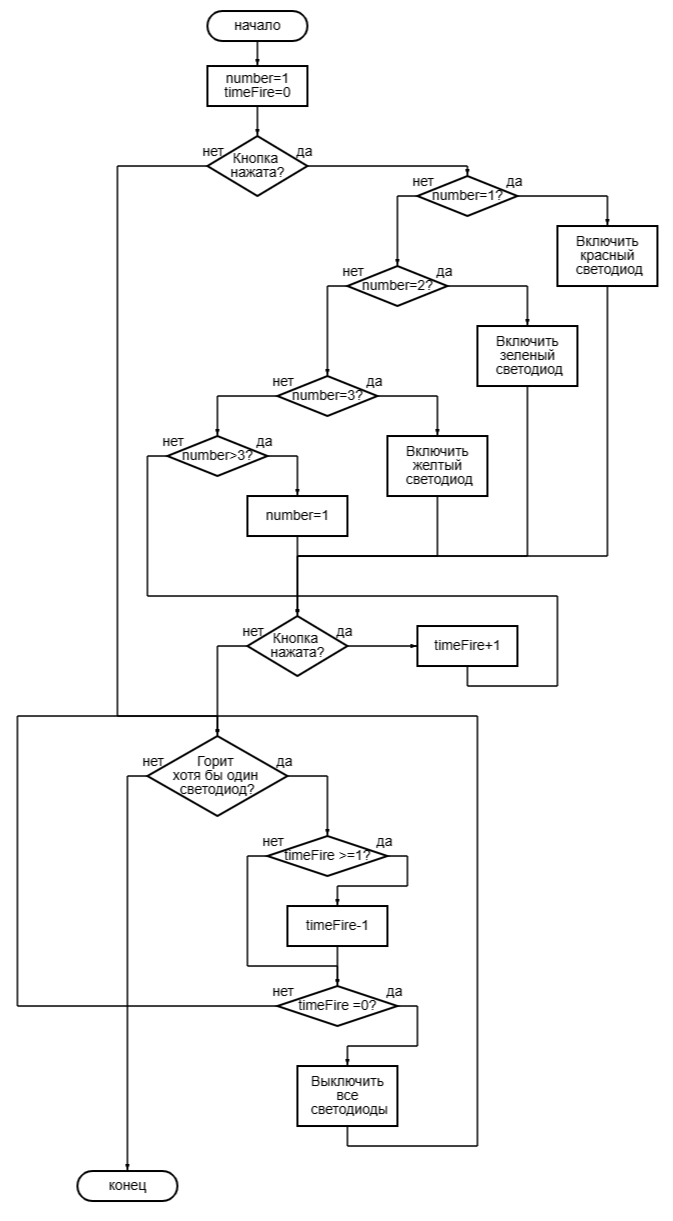 начало
number=1
timeFire=0
нет
да
Кнопка
нажата?
нет
да
number=1?
Включить
красный
светодиод
нет
да
number=2?
Включить
зеленый
светодиод
нет
да
number=3?
Включить
желтый
светодиод
нет
да
number>3?
number=1
нет
да
Кнопка
нажата?
timeFire+1
нет
да
Горит
хотя бы один
светодиод?
нет
да
timeFire >=1?
timeFire-1
нет
да
timeFire =0?
Выключить
все
светодиоды
конец